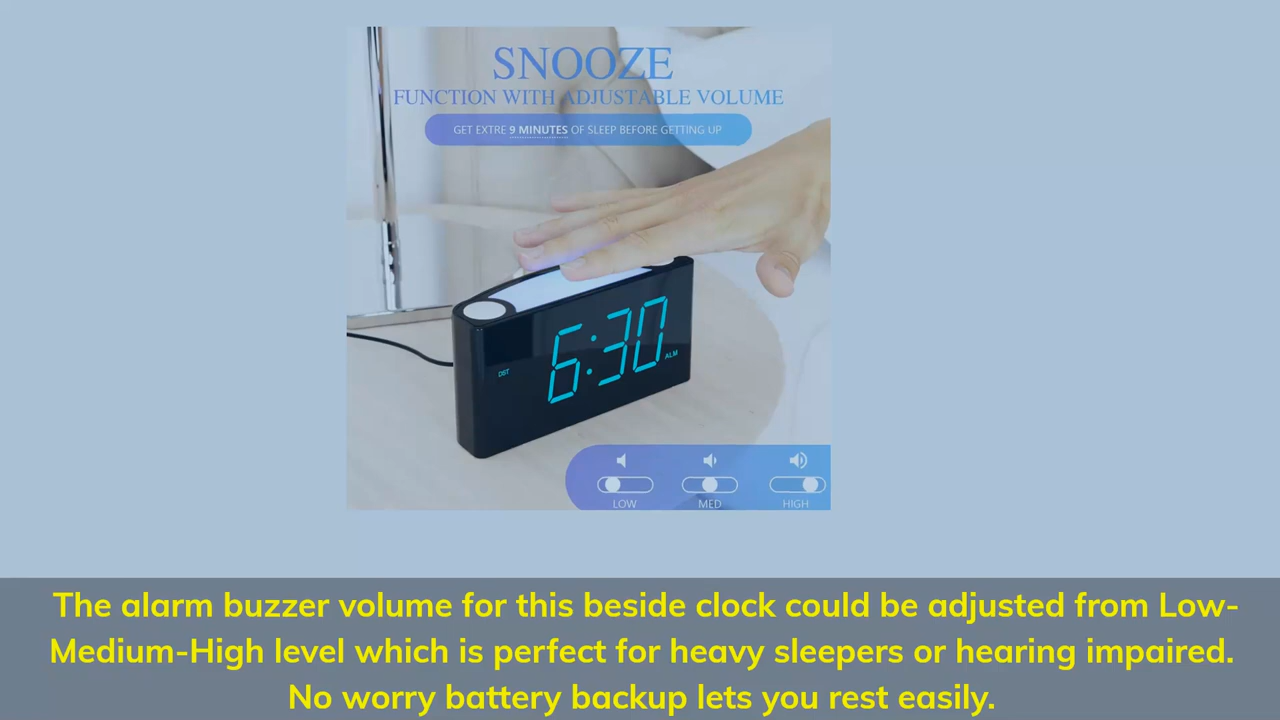 SNOOZE
FUNCTION WITH ADJUSTABLE VOLUME
GET EXTRE 9 MINUTES OF SLEEP BEFORE GETTING UP
6:30
DST
ALM
LOW MED HIGH
The alarm buzzer volume for this beside clock could be adjusted from Low-
Medium-High level which is perfect for heavy sleepers or hearing impaired.
No worry battery backup lets you rest easily.